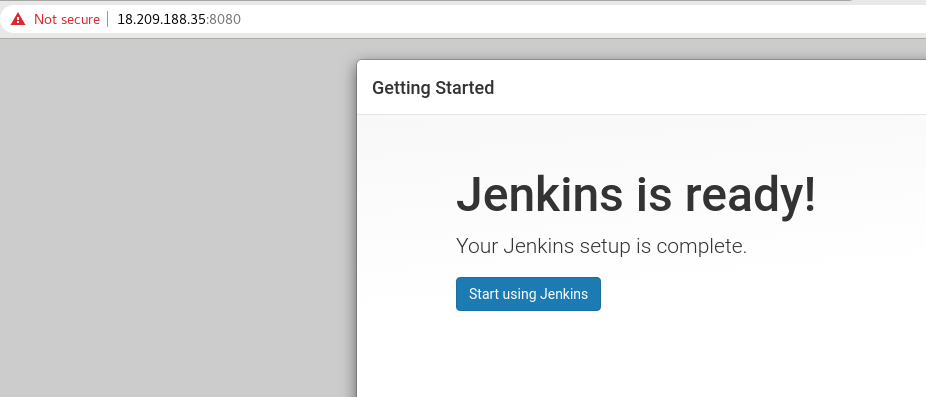 Not secure 18.209.188.35:8080
Getting Started
Jenkins is ready!
Your Jenkins setup is complete.
Start using Jenkins